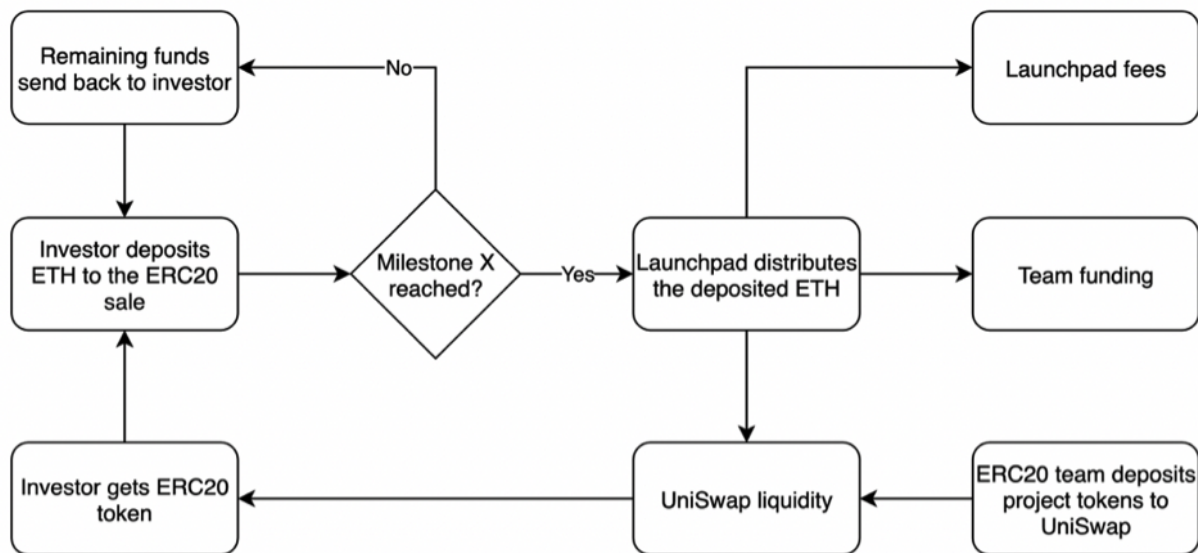 Remaining funds
send back to investor
No
Launchpad fees
Investor deposits
ETH to the ERC20
sale
Milestone X
reached?
Yes
Launchpad distributes
the deposited ETH
Team funding
Investor gets ERC20
token
UniSwap liquidity
ERC20 team deposits
project tokens to
UniSwap